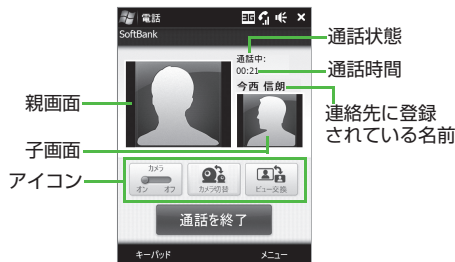 電話
3G
SoftBank
通話中:
00:21
今西 信朗
カメラ
オン オフ
カメラ切替
ビュー交換
通話を終了
キーパッド
メニュー
親画面
子画面
アイコン
通話状態
通話時間
連絡先に登録
されている名前